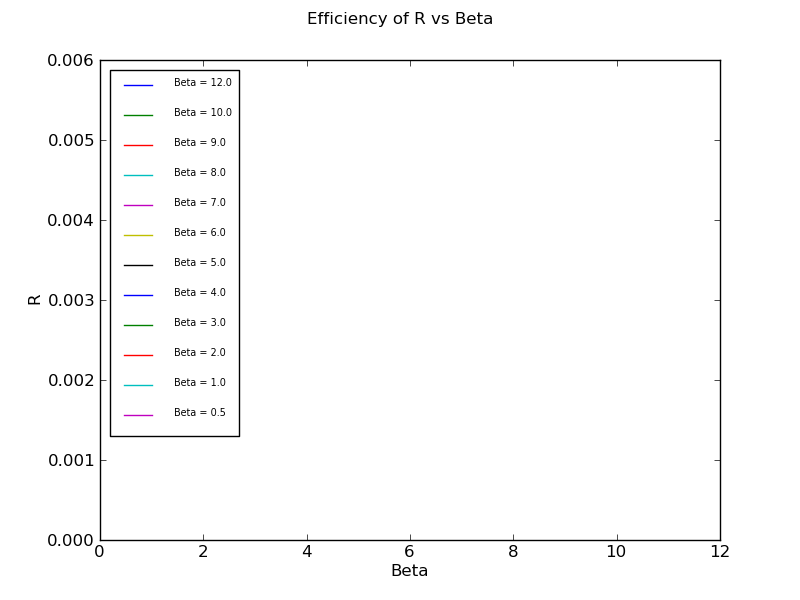 Efficiency of R vs Beta
0.006
0.005
0.004
0.003
0.002
0.001
0.000
R
Beta = 12.0
Beta = 10.0
Beta = 9.0
Beta = 8.0
Beta = 7.0
Beta = 6.0
Beta = 5.0
Beta = 4.0
Beta = 3.0
Beta = 2.0
Beta = 1.0
Beta = 0.5
0 2 4 6 8 10 12
Beta